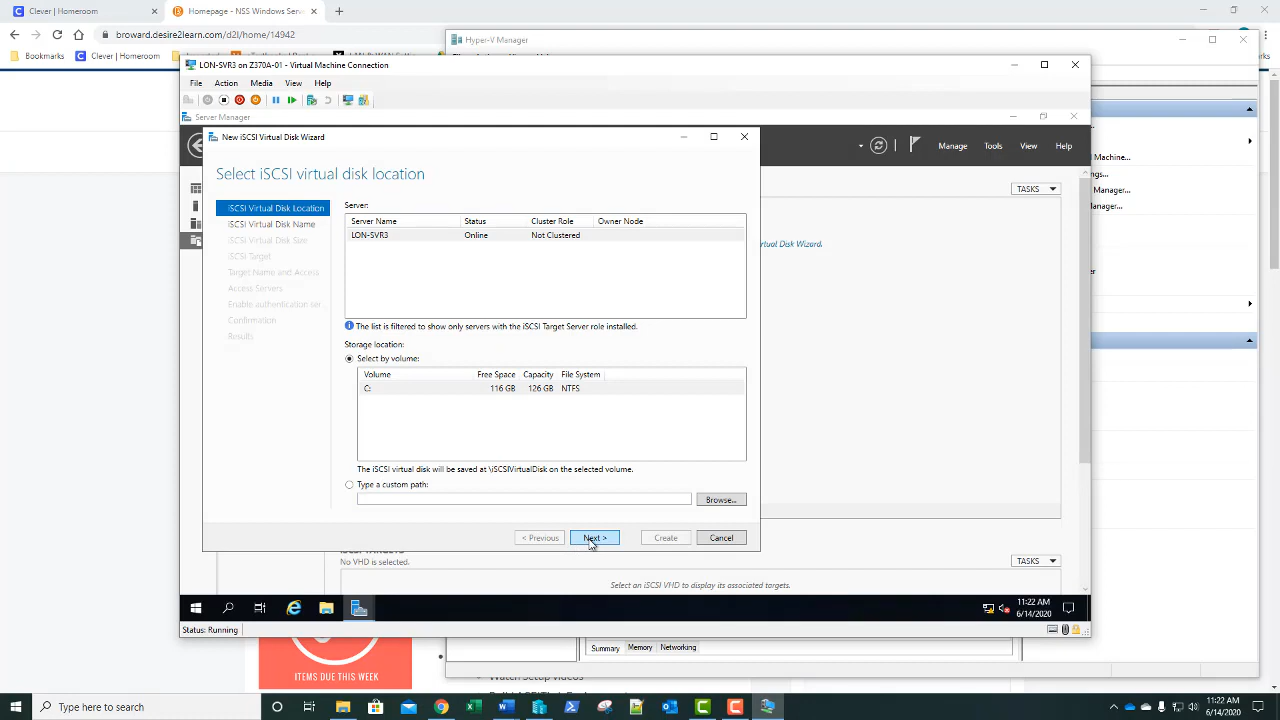 Clever | Homeroom
Homepage - NSS Windows Serve
broward.desire2learn.com/d2l/home/14942
Bookmarks
Clever | Homeroom
Hyper-V Manager
LON-SVR3 on Z370A-01 - Virtual Machine Connection
File Action Media View Help
Server Manager
Manage Tools View Help
New iSCSI Virtual Disk Wizard
Select iSCSI virtual disk location
TASKS
iSCSI Virtual Disk Location
iSCSI Virtual Disk Name
iSCSI Virtual Disk Size
iSCSI Target
Target Name and Access
Access Servers
Enable authentication ser...
Confirmation
Results
Server:
Server Name Status Cluster Role Owner Node
LON-SVR3 Online Not Clustered
The list is filtered to show only servers with the iSCSI Target Server role installed.
Storage location:
Select by volume:
Volume Free Space Capacity File System
C: 116 GB 126 GB NTFS
The iSCSI virtual disk will be saved at \iSCSIVirtualDisk on the selected volume.
Type a custom path:
Browse...
< Previous Next > Create Cancel
irtual Disk Wizard.
Machine...
ngs...
Manager...
Manager...
No VHD is selected.
TASKS
Select an iSCSI VHD to display its associated targets.
11:22 AM
6/14/2020
Status: Running
Summary Memory Networking
ITEMS DUE THIS WEEK
Watch Setup videos
Type here to search
11:22 AM
6/14/2020